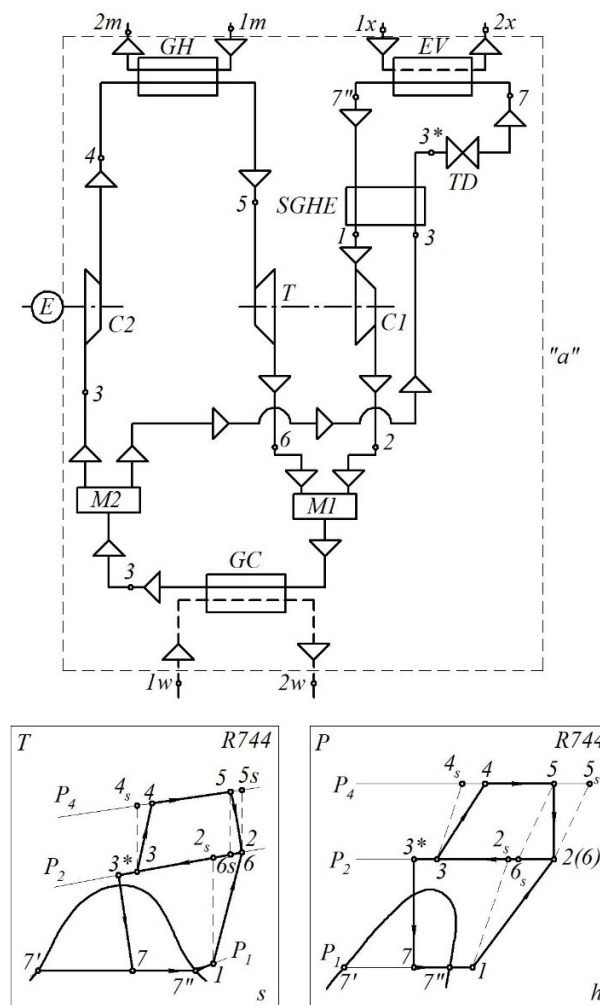 2m 1m 1x 2x
GH EV
7" 7
3*
4 TD
5 SGHE
1 3
T
E C2 C1
"a"
3
6 2
M2 M1
GC
3
1w 2w
T R744
P4 4s 4 5 5s
P2 3* 3 2s 2
6s 6
P1
7' 7 7" 1
s
P R744
P4 4s 4 5 5s
P2 3* 3 2s 6s 2(6)
P1
7' 7 7" 1
h